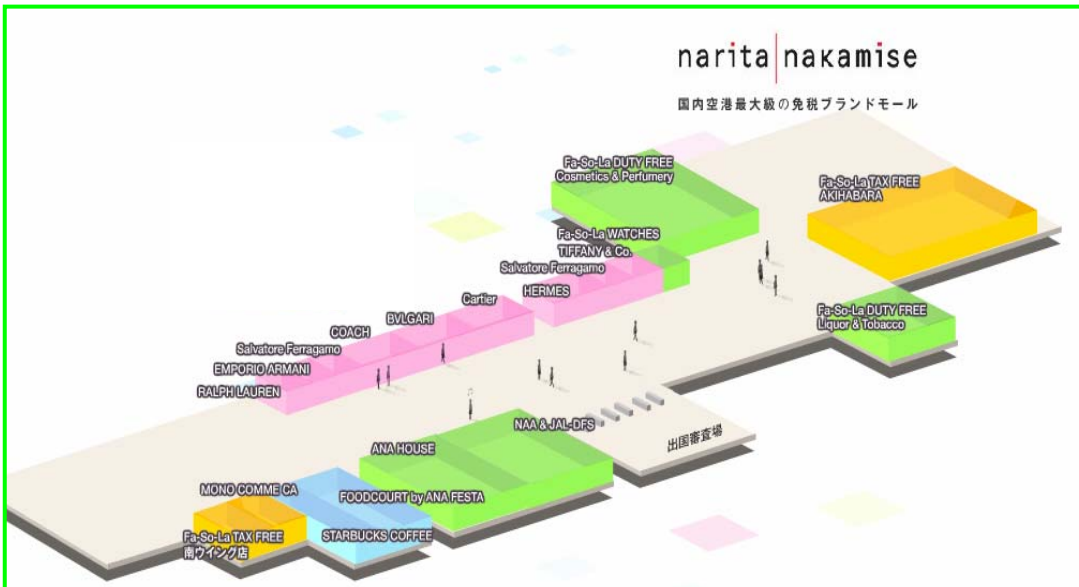 narita nakamise
国内空港最大級の免税ブランドモール
Fa-So-La DUTY FREE
Cosmetics & Perfumery
Fa-So-La TAX FREE
AKIHABARA
Fa-So-La WATCHES
TIFFANY & Co.
Salvatore Ferragamo
HERMES
Cartier
BVLGARI
COACH
Salvatore Ferragamo
EMPORIO ARMANI
RALPH LAUREN
Fa-So-La DUTY FREE
Liquor & Tobacco
NAA & JAL-DFS
出国審査場
ANA HOUSE
MONO COMME CA
FOODCOURT by ANA FESTA
STARBUCKS COFFEE
Fa-So-La TAX FREE
南ウイング店